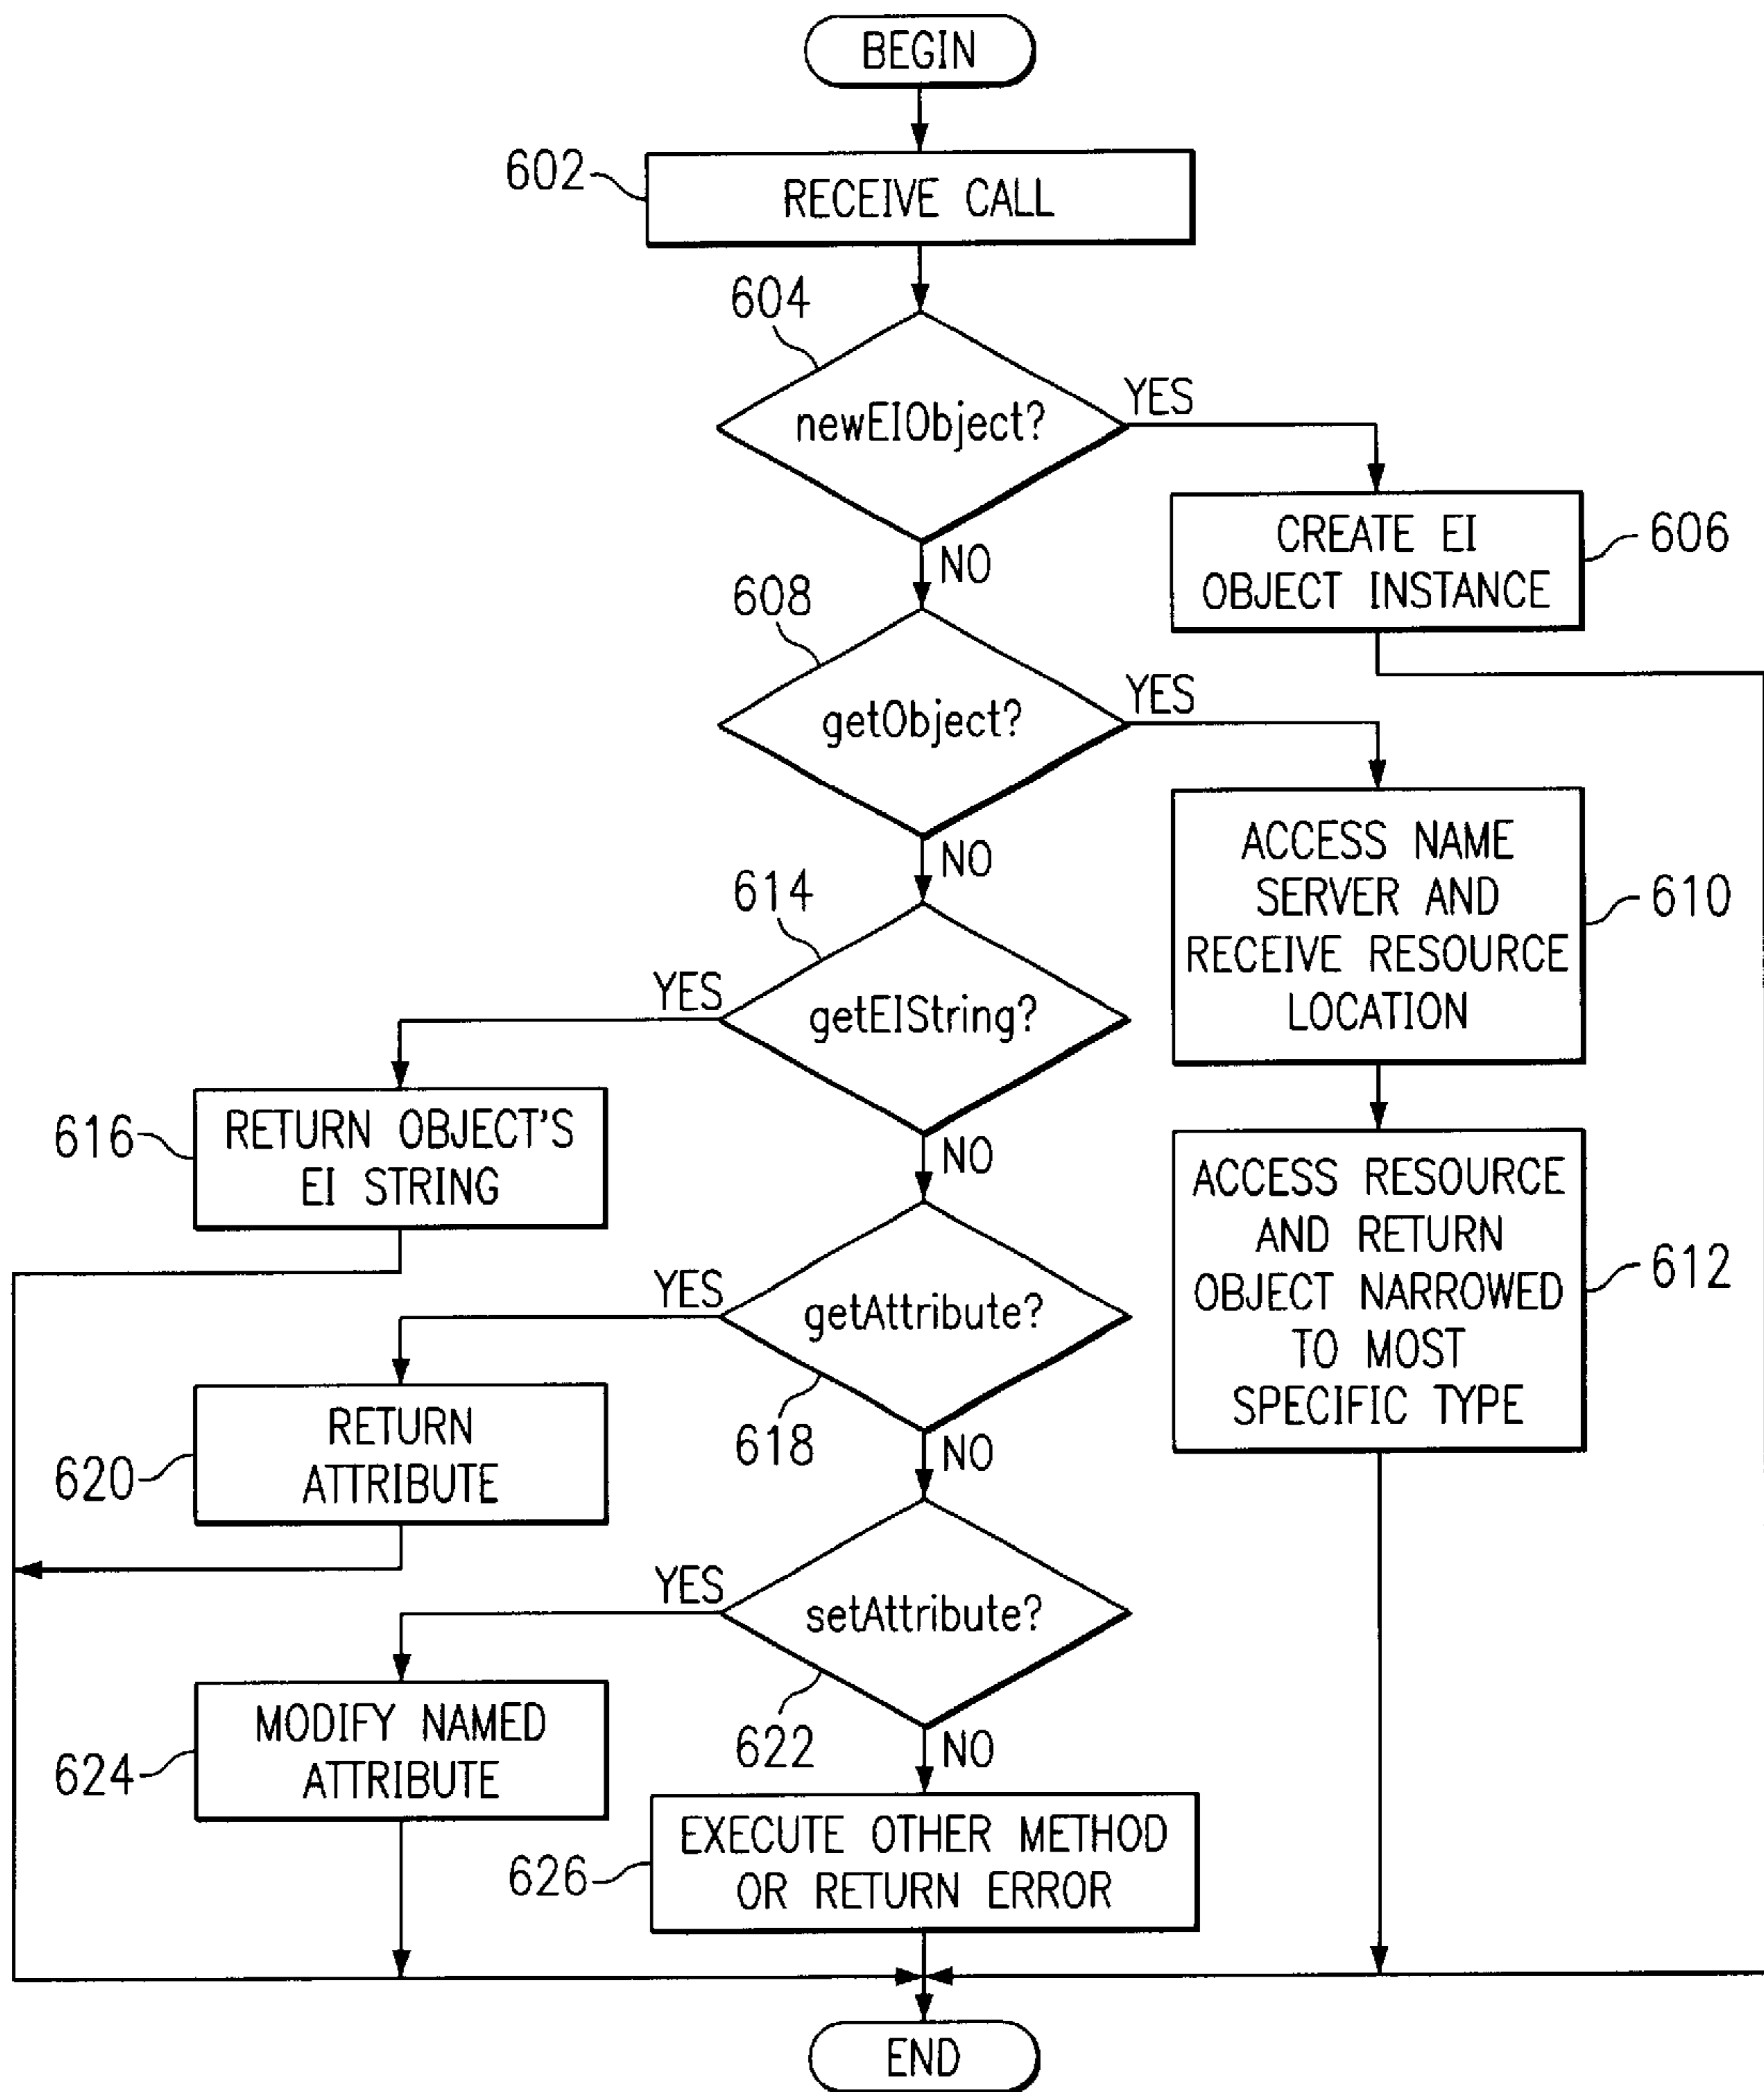 BEGIN
602
RECEIVE CALL
604
newEIObject?
YES
NO
CREATE EI
OBJECT INSTANCE
606
608
getObject?
YES
NO
ACCESS NAME
SERVER AND
RECEIVE RESOURCE
LOCATION
610
614
getEIString?
YES
NO
616
RETURN OBJECT'S
EI STRING
ACCESS RESOURCE
AND RETURN
OBJECT NARROWED
TO MOST
SPECIFIC TYPE
612
getAttribute?
YES
618
NO
620
RETURN
ATTRIBUTE
setAttribute?
YES
622
NO
624
MODIFY NAMED
ATTRIBUTE
626
EXECUTE OTHER METHOD
OR RETURN ERROR
END